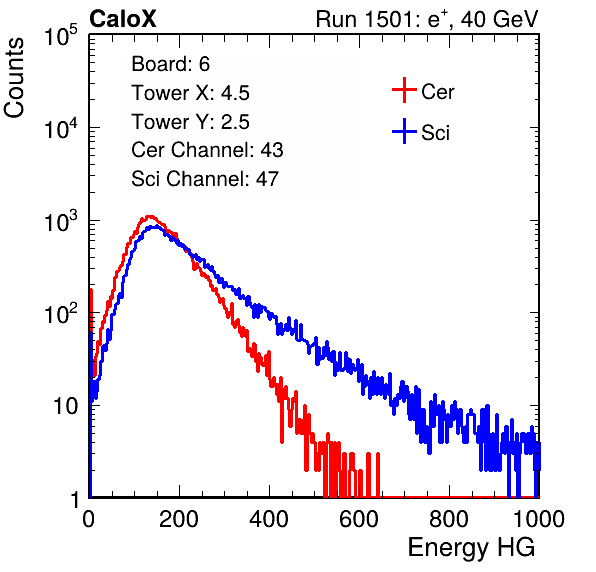 CaloX Run 1501: e⁺, 40 GeV
Counts
10⁵
10⁴
10³
10²
10
1
Board: 6
Tower X: 4.5
Tower Y: 2.5
Cer Channel: 43
Sci Channel: 47
Cer
Sci
0 200 400 600 800 1000
Energy HG